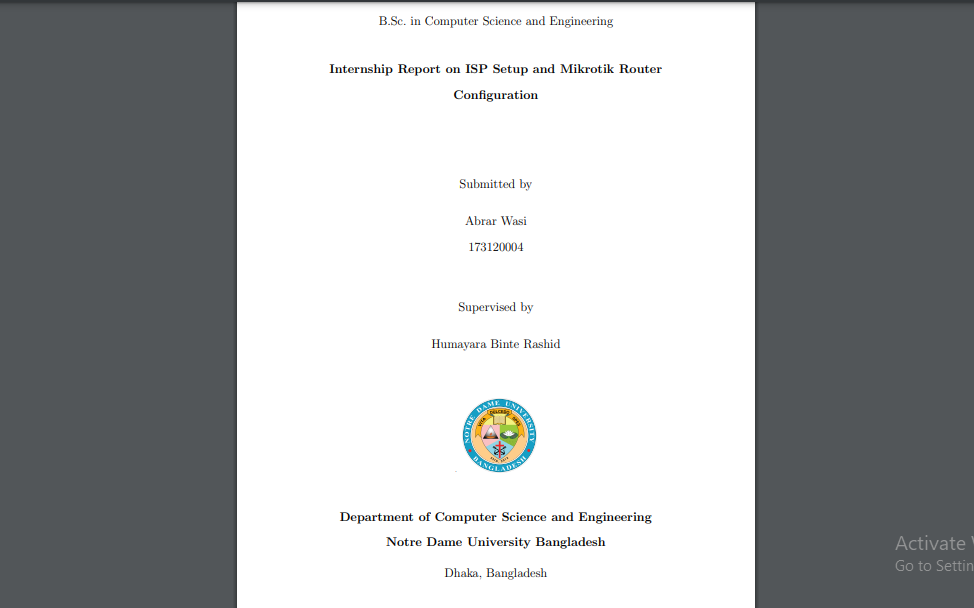 B.Sc. in Computer Science and Engineering
Internship Report on ISP Setup and Mikrotik Router
Configuration
Submitted by
Abrar Wasi
173120004
Supervised by
Humayara Binte Rashid
NOTRE DAME UNIVERSITY
BANGLADESH
Department of Computer Science and Engineering
Notre Dame University Bangladesh
Dhaka, Bangladesh
Activate
Go to Settin